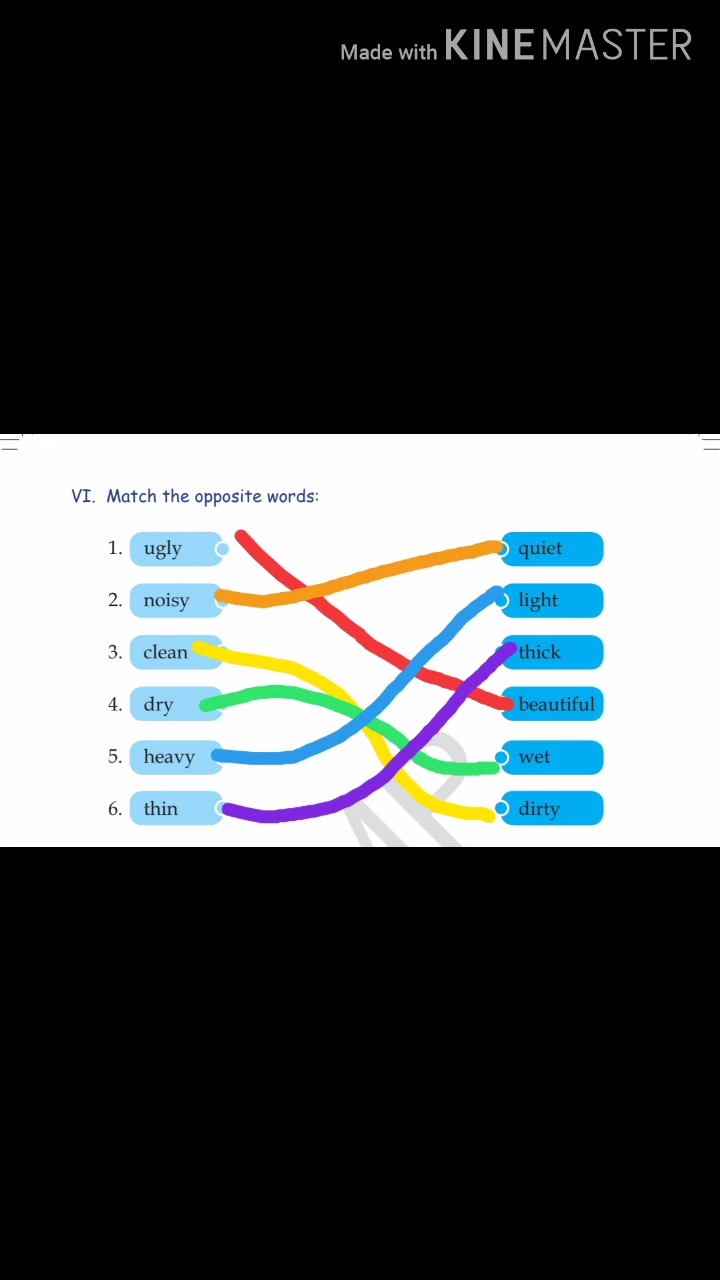 Made with KINEMASTER
VI. Match the opposite words:
1. ugly quiet
2. noisy light
3. clean thick
4. dry beautiful
5. heavy wet
6. thin dirty